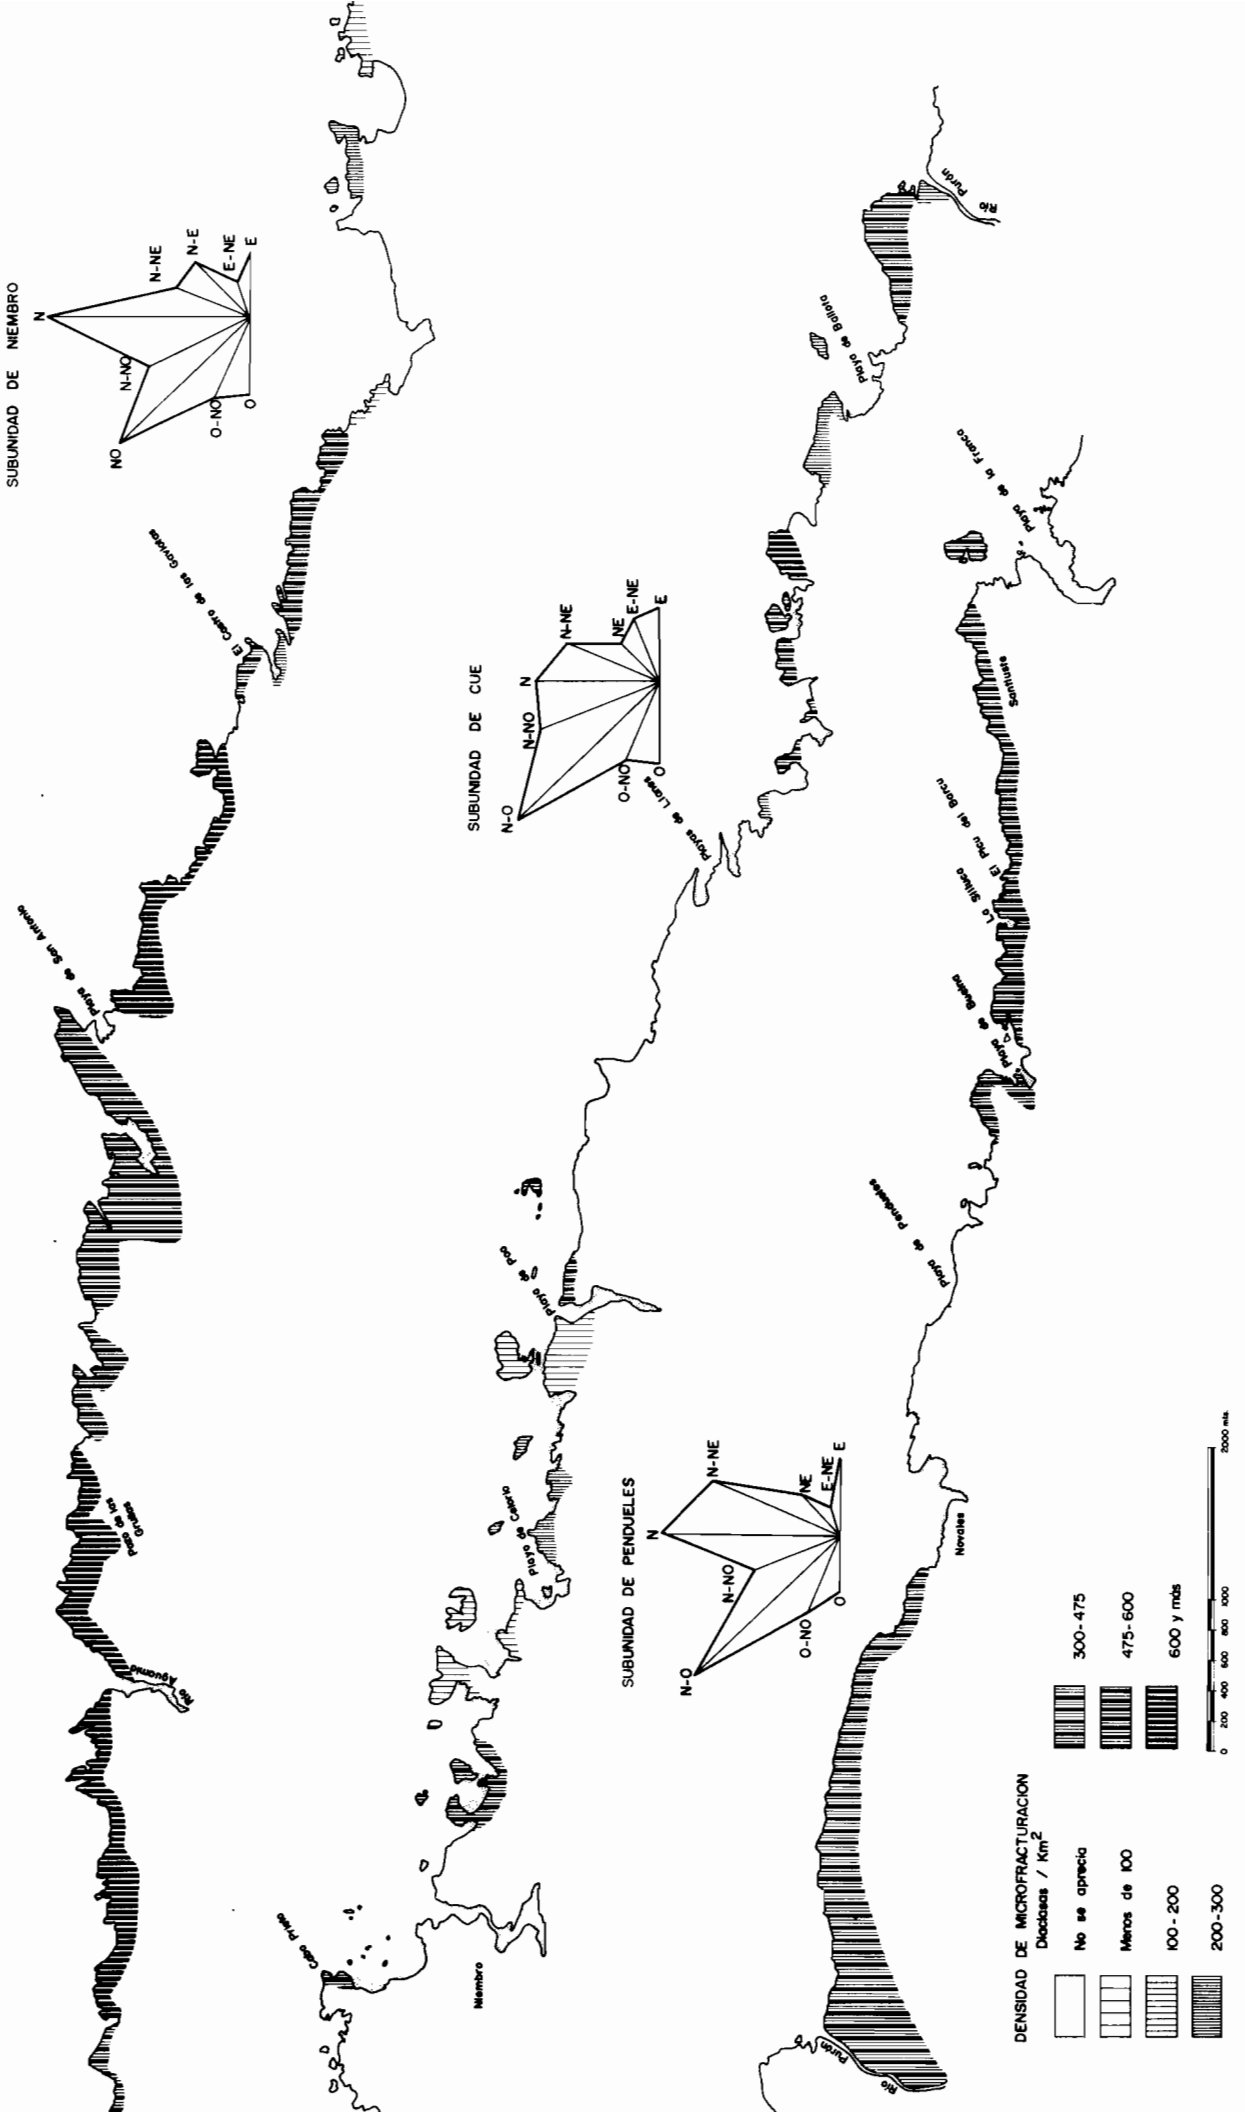 SUBUNIDAD DE NIEMBRO
NO
N-NO
N
N-NE
N-E
E-NE
E
O-NO
O
Río Aguamía
Pozo de las
Grutas
Playa de San Antonio
El Castro de las Gaviotas
SUBUNIDAD DE CUE
N-O
N-NO
N
N-NE
NE
E-NE
E
O-NO
O
Cabo Prieto
Niembro
Playa de Celorio
Playa de Poo
Playas de Llanes
Playa de Ballota
Río Purón
SUBUNIDAD DE PENDUELES
N-O
N-NO
N
N-NE
NE
E-NE
E
O-NO
O
Río Purón
Novales
Playa de Pendueles
Playa de Buelna
La Silluca
El Picu del Barcu
Santiuste
Playa de la Franca
DENSIDAD DE MICROFRACTURACION
Diaclasas / Km²
No se aprecia
Menos de 100
100-200
200-300
300-475
475-600
600 y más
0 200 400 600 800 1000 2000 mts.